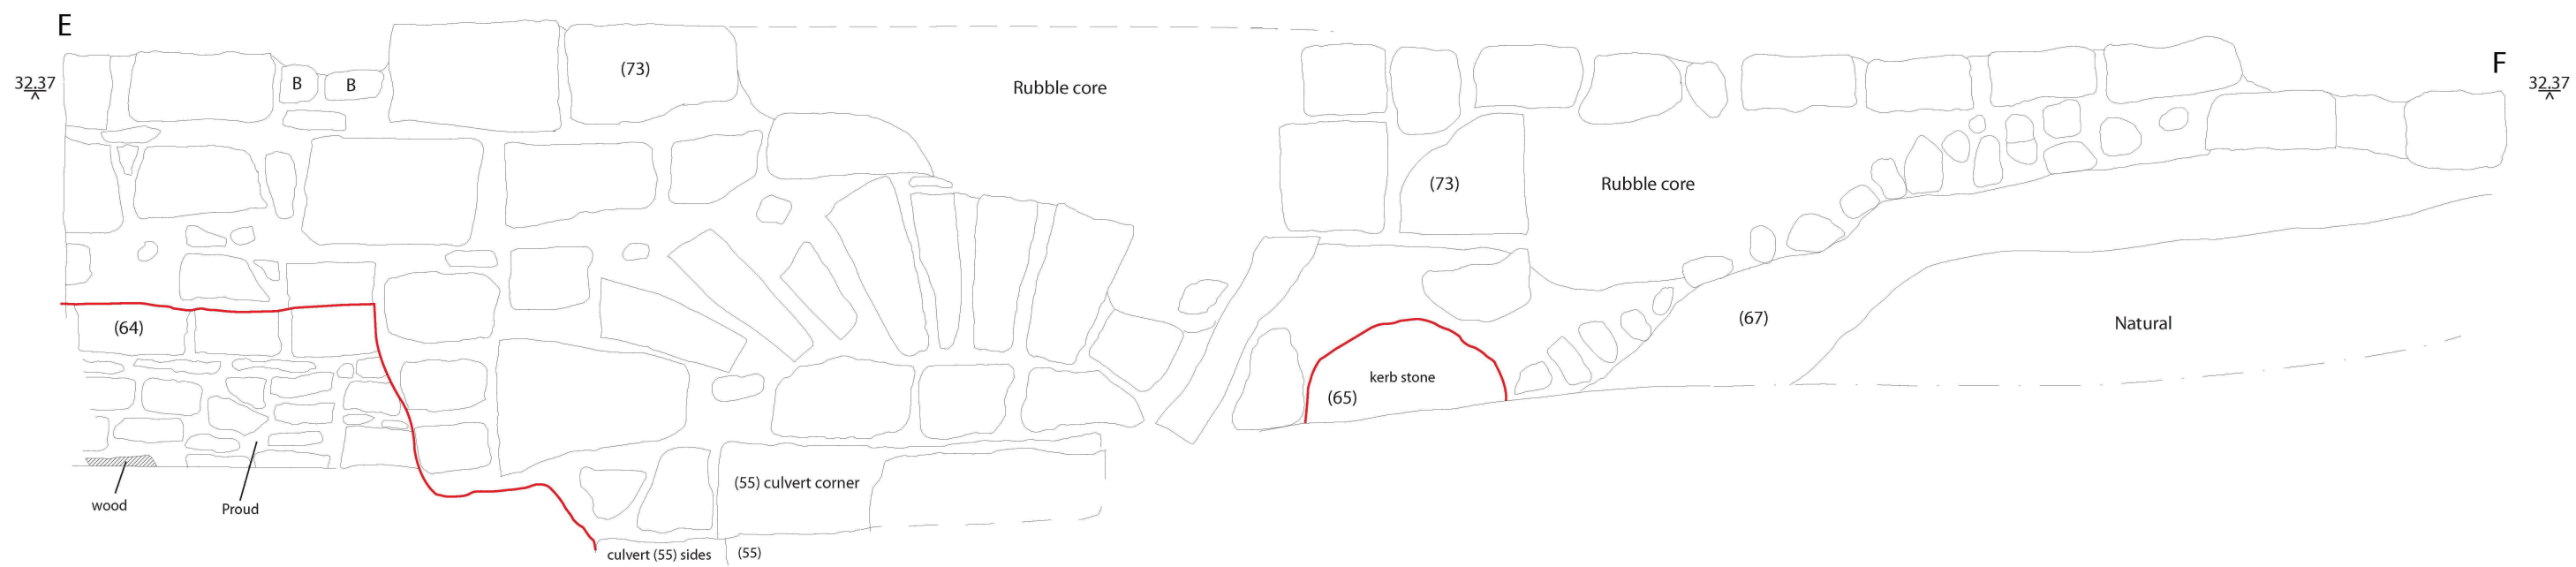 E
F
32.37
32.37
B
B
(73)
Rubble core
(73)
Rubble core
(64)
(67)
Natural
kerb stone
(65)
(55) culvert corner
wood
Proud
culvert (55) sides
(55)